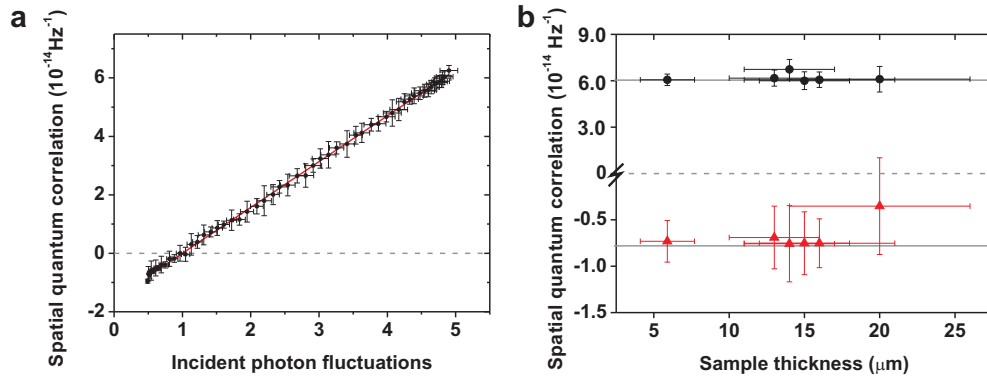 a
Spatial quantum correlation (10⁻¹⁴Hz⁻¹)
6
4
2
0
-2
0 1 2 3 4 5
Incident photon fluctuations
b
Spatial quantum correlation (10⁻¹⁴ Hz⁻¹)
9.0
6.0
3.0
0
-0.5
-1.0
-1.5
5 10 15 20 25
Sample thickness (μm)